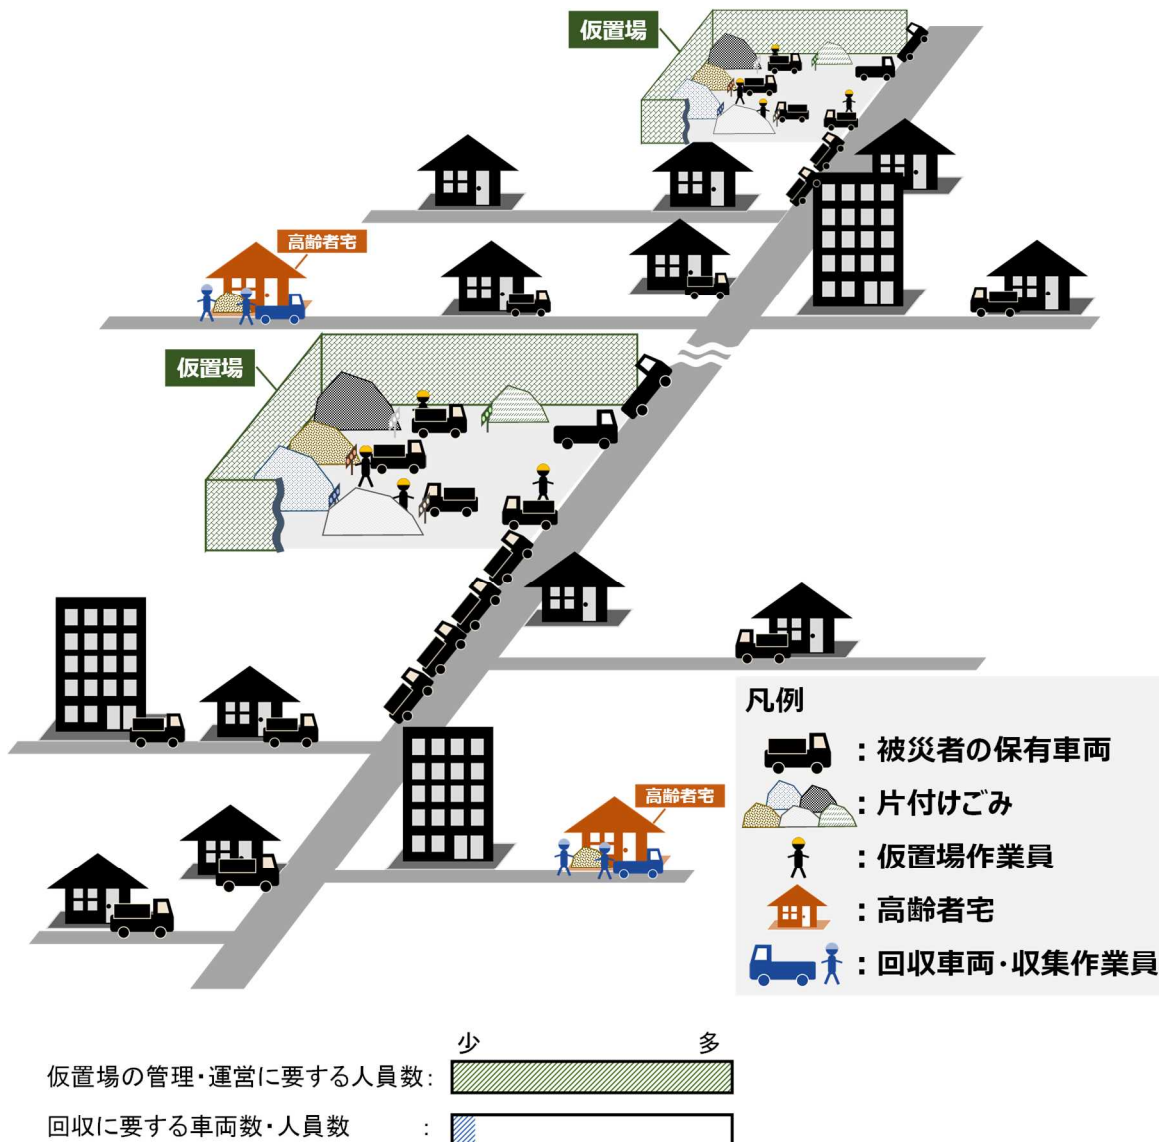 仮置場
高齢者宅
仮置場
高齢者宅
凡例
：被災者の保有車両
：片付けごみ
：仮置場作業員
：高齢者宅
：回収車両・収集作業員
少 多
仮置場の管理・運営に要する人員数：
回収に要する車両数・人員数 ：